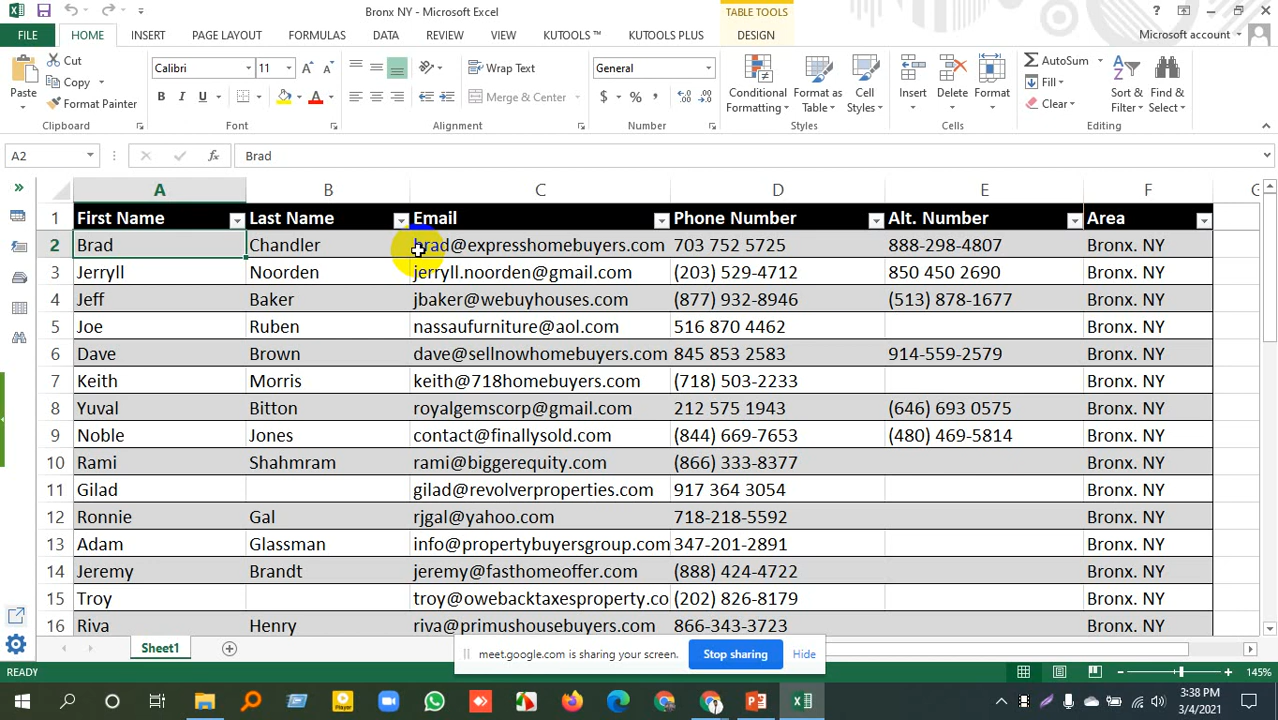 Bronx NY - Microsoft Excel
TABLE TOOLS
FILE HOME INSERT PAGE LAYOUT FORMULAS DATA REVIEW VIEW KUTOOLS ™ KUTOOLS PLUS DESIGN Microsoft account
Paste
Cut
Copy
Format Painter
Calibri 11
B I U
Wrap Text
Merge & Center
General
$ % ,
Conditional Formatting
Format as Table
Cell Styles
Insert
Delete
Format
AutoSum
Fill
Clear
Sort & Filter
Find & Select
Clipboard Font Alignment Number Styles Cells Editing
A2 fx Brad
A B C D E F G
1 First Name Last Name Email Phone Number Alt. Number Area
2 Brad Chandler brad@expresshomebuyers.com 703 752 5725 888-298-4807 Bronx. NY
3 Jerryll Noorden jerryll.noorden@gmail.com (203) 529-4712 850 450 2690 Bronx. NY
4 Jeff Baker jbaker@webuyhouses.com (877) 932-8946 (513) 878-1677 Bronx. NY
5 Joe Ruben nassaufurniture@aol.com 516 870 4462 Bronx. NY
6 Dave Brown dave@sellnowhomebuyers.com 845 853 2583 914-559-2579 Bronx. NY
7 Keith Morris keith@718homebuyers.com (718) 503-2233 Bronx. NY
8 Yuval Bitton royalgemscorp@gmail.com 212 575 1943 (646) 693 0575 Bronx. NY
9 Noble Jones contact@finallysold.com (844) 669-7653 (480) 469-5814 Bronx. NY
10 Rami Shahmram rami@biggerequity.com (866) 333-8377 Bronx. NY
11 Gilad gilad@revolverproperties.com 917 364 3054 Bronx. NY
12 Ronnie Gal rjgal@yahoo.com 718-218-5592 Bronx. NY
13 Adam Glassman info@propertybuyersgroup.com 347-201-2891 Bronx. NY
14 Jeremy Brandt jeremy@fasthomeoffer.com (888) 424-4722 Bronx. NY
15 Troy troy@owebacktaxesproperty.co (202) 826-8179 Bronx. NY
16 Riva Henry riva@primushousebuyers.com 866-343-3723 Bronx. NY
Sheet1
meet.google.com is sharing your screen. Stop sharing Hide
READY 145%
3:38 PM
3/4/2021